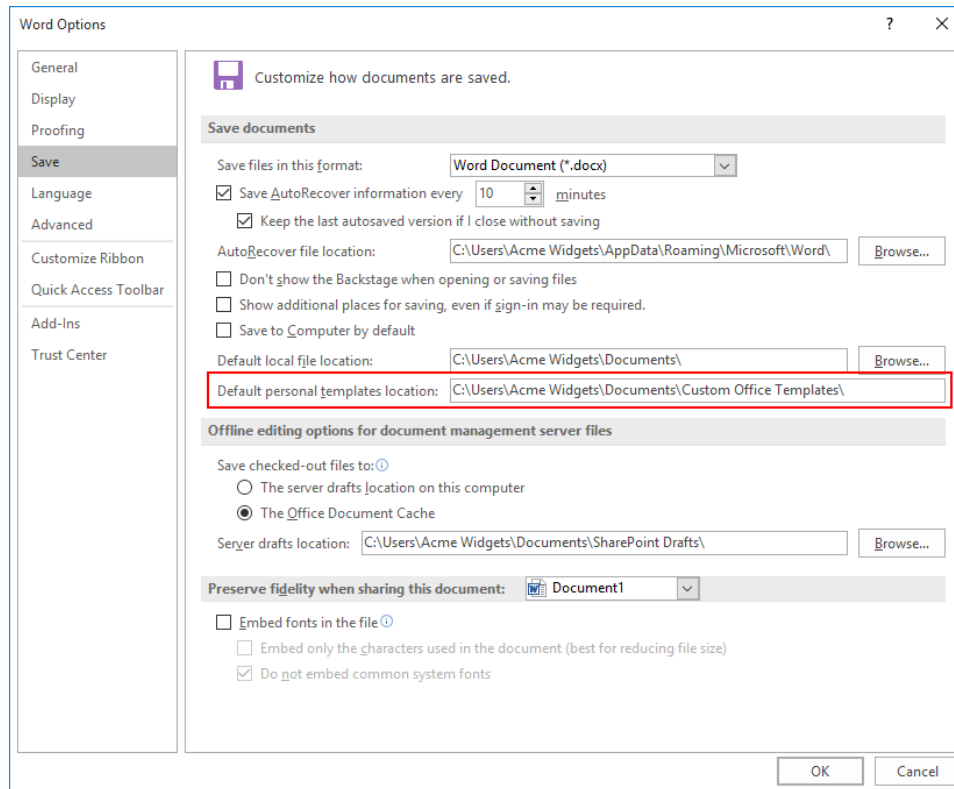 Word Options ?
General
Display
Proofing
Save
Language
Advanced
Customize Ribbon
Quick Access Toolbar
Add-Ins
Trust Center
Customize how documents are saved.
Save documents
Save files in this format: Word Document (*.docx)
Save AutoRecover information every 10 minutes
Keep the last autosaved version if I close without saving
AutoRecover file location: C:\Users\Acme Widgets\AppData\Roaming\Microsoft\Word\ Browse...
Don't show the Backstage when opening or saving files
Show additional places for saving, even if sign-in may be required.
Save to Computer by default
Default local file location: C:\Users\Acme Widgets\Documents\ Browse...
Default personal templates location: C:\Users\Acme Widgets\Documents\Custom Office Templates\
Offline editing options for document management server files
Save checked-out files to:
The server drafts location on this computer
The Office Document Cache
Server drafts location: C:\Users\Acme Widgets\Documents\SharePoint Drafts\ Browse...
Preserve fidelity when sharing this document: Document1
Embed fonts in the file
Embed only the characters used in the document (best for reducing file size)
Do not embed common system fonts
OK Cancel